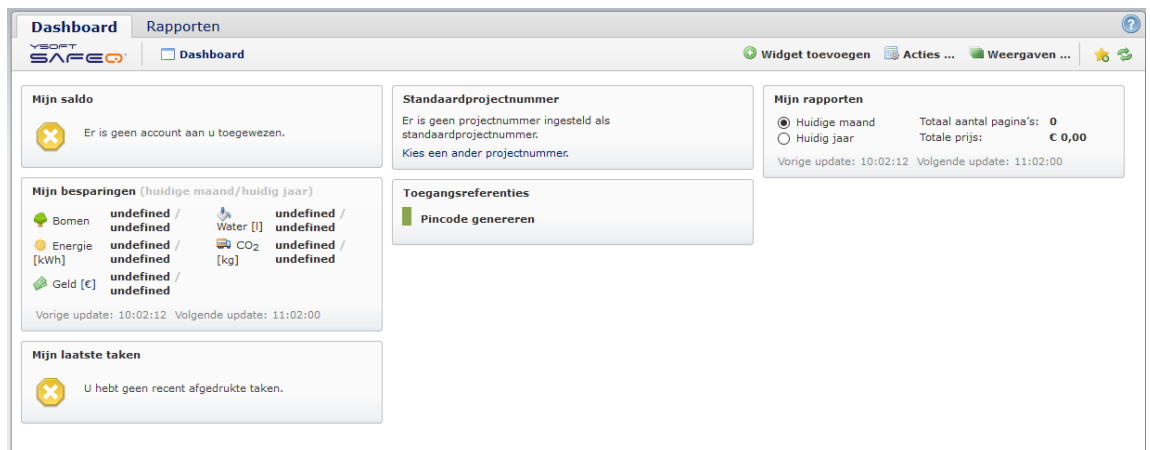 Dashboard Rapporten
YSOFT
SAFEQ Dashboard Widget toevoegen Acties ... Weergaven ...
Mijn saldo
Er is geen account aan u toegewezen.
Mijn besparingen (huidige maand/huidig jaar)
Bomen undefined / undefined
Water [l] undefined / undefined
Energie [kWh] undefined / undefined
CO2 [kg] undefined / undefined
Geld [€] undefined / undefined
Vorige update: 10:02:12 Volgende update: 11:02:00
Mijn laatste taken
U hebt geen recent afgedrukte taken.
Standaardprojectnummer
Er is geen projectnummer ingesteld als
standaardprojectnummer.
Kies een ander projectnummer.
Toegangsreferenties
Pincode genereren
Mijn rapporten
Huidige maand Totaal aantal pagina's: 0
Huidig jaar Totale prijs: € 0,00
Vorige update: 10:02:12 Volgende update: 11:02:00